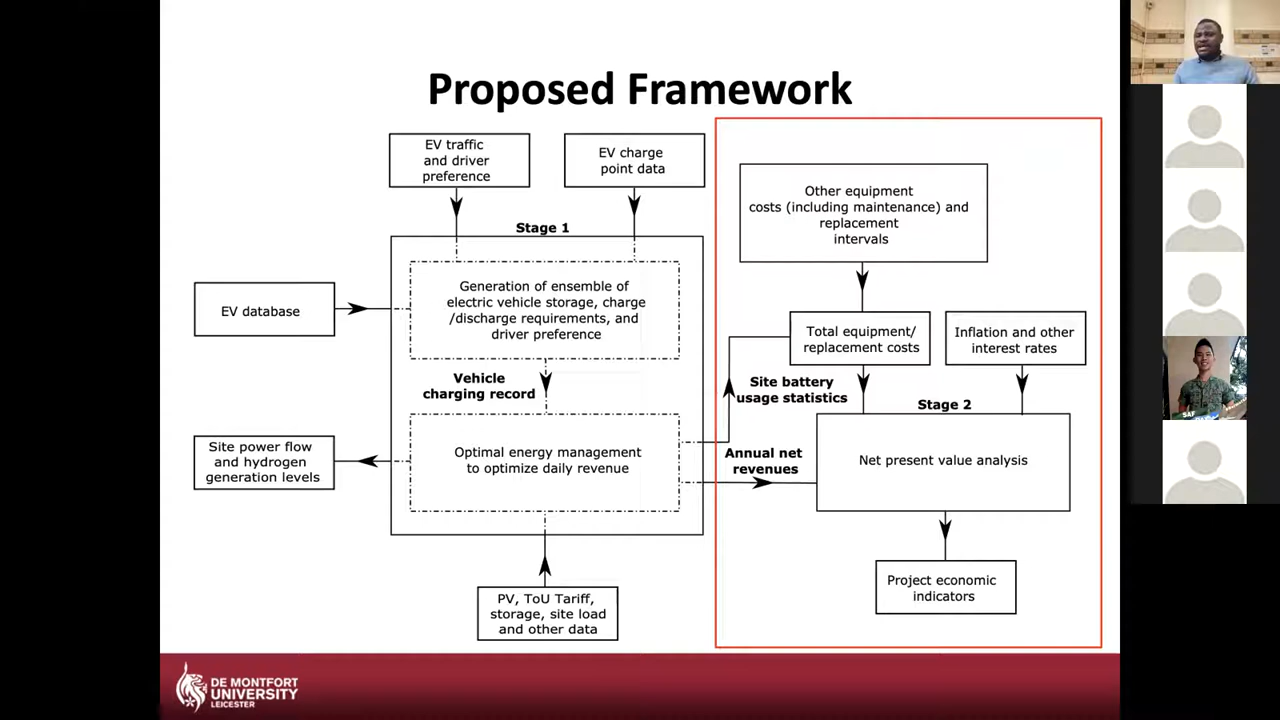 Proposed Framework
EV traffic
and driver
preference
EV charge
point data
Stage 1
Other equipment
costs (including maintenance) and
replacement
intervals
EV database
Generation of ensemble of
electric vehicle storage, charge
/discharge requirements, and
driver preference
Total equipment/
replacement costs
Inflation and other
interest rates
Vehicle
charging record
Site battery
usage statistics
Stage 2
Site power flow
and hydrogen
generation levels
Optimal energy management
to optimize daily revenue
Annual net
revenues
Net present value analysis
PV, ToU Tariff,
storage, site load
and other data
Project economic
indicators
DE MONTFORT
UNIVERSITY
LEICESTER
SAF